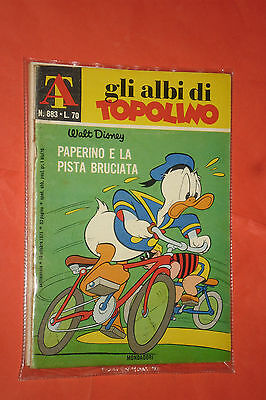 A
N. 883 - L. 70
gli albi di
TOPOLINO
Walt Disney
PAPERINO E LA
PISTA BRUCIATA
MONDADORI